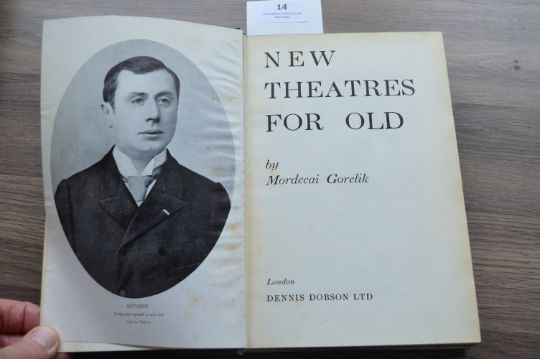 14
ANTOINE
NEW
THEATRES
FOR OLD
by
Mordecai Gorelik
London
DENNIS DOBSON LTD